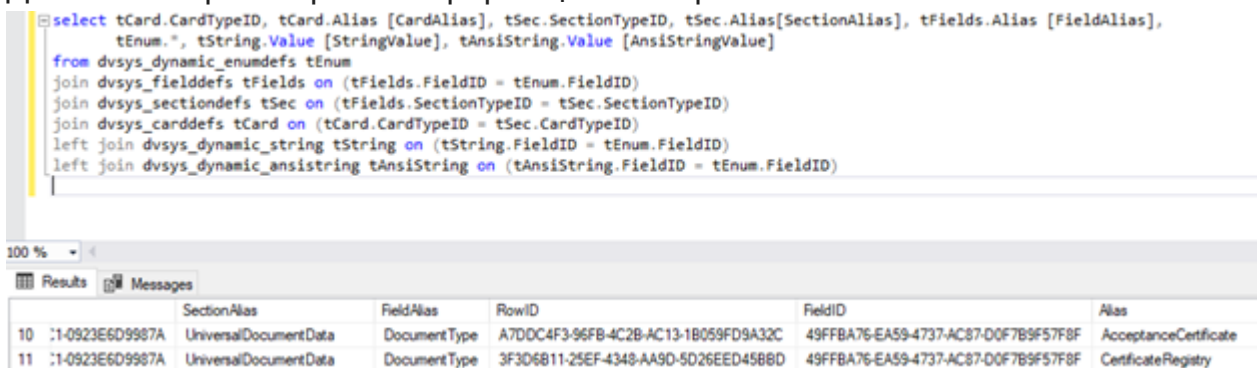 select tCard.CardTypeID, tCard.Alias [CardAlias], tSec.SectionTypeID, tSec.Alias[SectionAlias], tFields.Alias [FieldAlias],
tEnum.*, tString.Value [StringValue], tAnsiString.Value [AnsiStringValue]
from dvsys_dynamic_enumdefs tEnum
join dvsys_fielddefs tFields on (tFields.FieldID = tEnum.FieldID)
join dvsys_sectiondefs tSec on (tFields.SectionTypeID = tSec.SectionTypeID)
join dvsys_carddefs tCard on (tCard.CardTypeID = tSec.CardTypeID)
left join dvsys_dynamic_string tString on (tString.FieldID = tEnum.FieldID)
left join dvsys_dynamic_ansistring tAnsiString on (tAnsiString.FieldID = tEnum.FieldID)
100 %
Results Messages
SectionAlias FieldAlias RowID FieldID Alias
10 :1-0923E6D9987A UniversalDocumentData DocumentType A7DDC4F3-96FB-4C2B-AC13-1B059FD9A32C 49FFBA76-EA59-4737-AC87-D0F7B9F57F8F AcceptanceCertificate
11 :1-0923E6D9987A UniversalDocumentData DocumentType 3F3D6B11-25EF-4348-AA9D-5D26EED45BBD 49FFBA76-EA59-4737-AC87-D0F7B9F57F8F CertificateRegistry